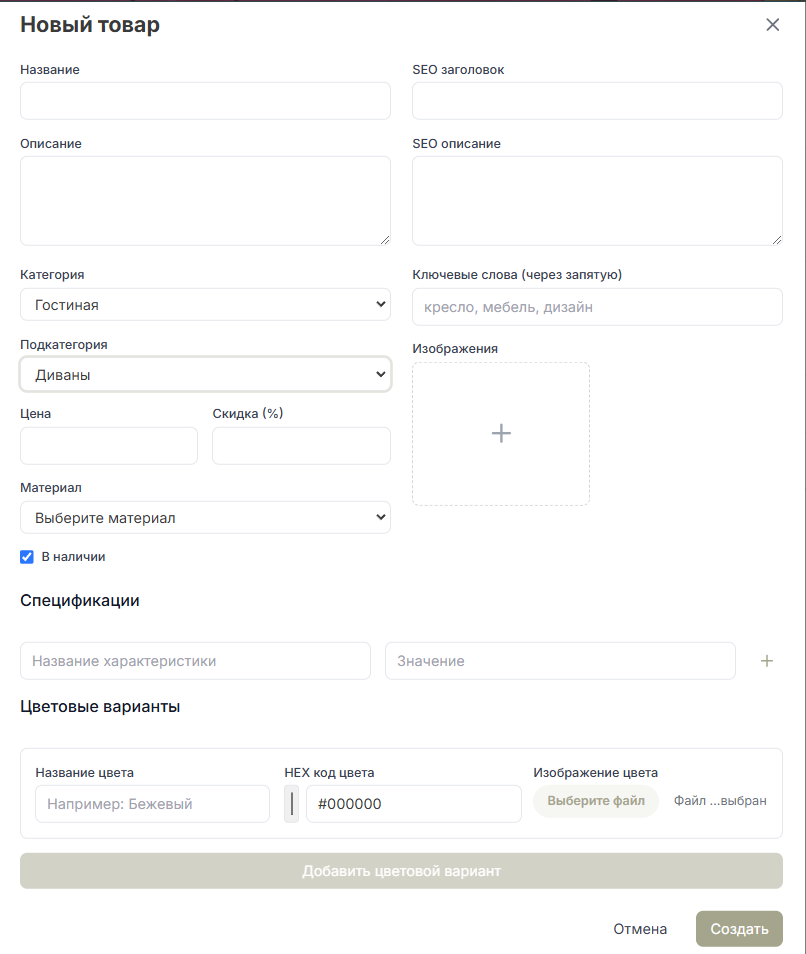 Новый товар
Название
SEO заголовок
Описание
SEO описание
Категория
Гостиная
Ключевые слова (через запятую)
кресло, мебель, дизайн
Подкатегория
Диваны
Изображения
Цена
Скидка (%)
Материал
Выберите материал
В наличии
Спецификации
Название характеристики
Значение
Цветовые варианты
Название цвета
HEX код цвета
Изображение цвета
Например: Бежевый
#000000
Выберите файл
Файл ...выбран
Добавить цветовой вариант
Отмена
Создать